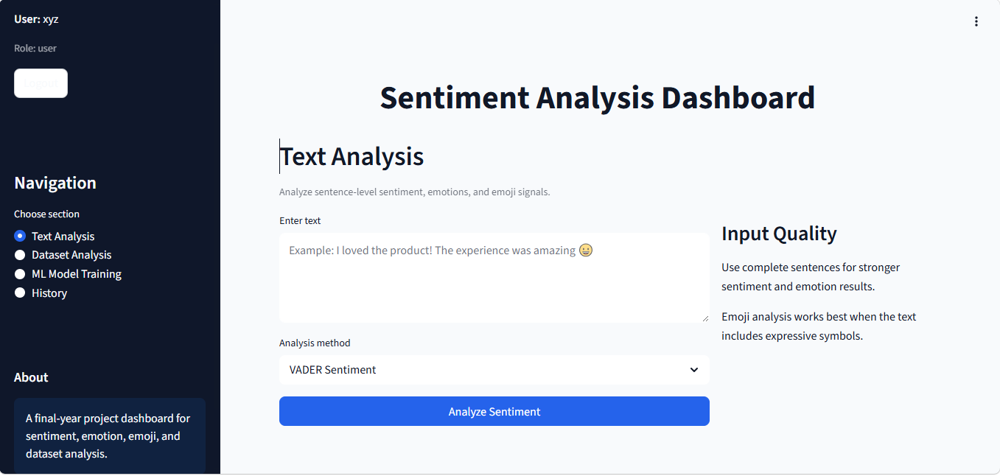 User: xyz
Role: user
Logout
Navigation
Choose section
Text Analysis
Dataset Analysis
ML Model Training
History
About
A final-year project dashboard for
sentiment, emotion, emoji, and
dataset analysis.
Sentiment Analysis Dashboard
Text Analysis
Analyze sentence-level sentiment, emotions, and emoji signals.
Enter text
Example: I loved the product! The experience was amazing 😀
Analysis method
VADER Sentiment
Analyze Sentiment
Input Quality
Use complete sentences for stronger
sentiment and emotion results.
Emoji analysis works best when the text
includes expressive symbols.